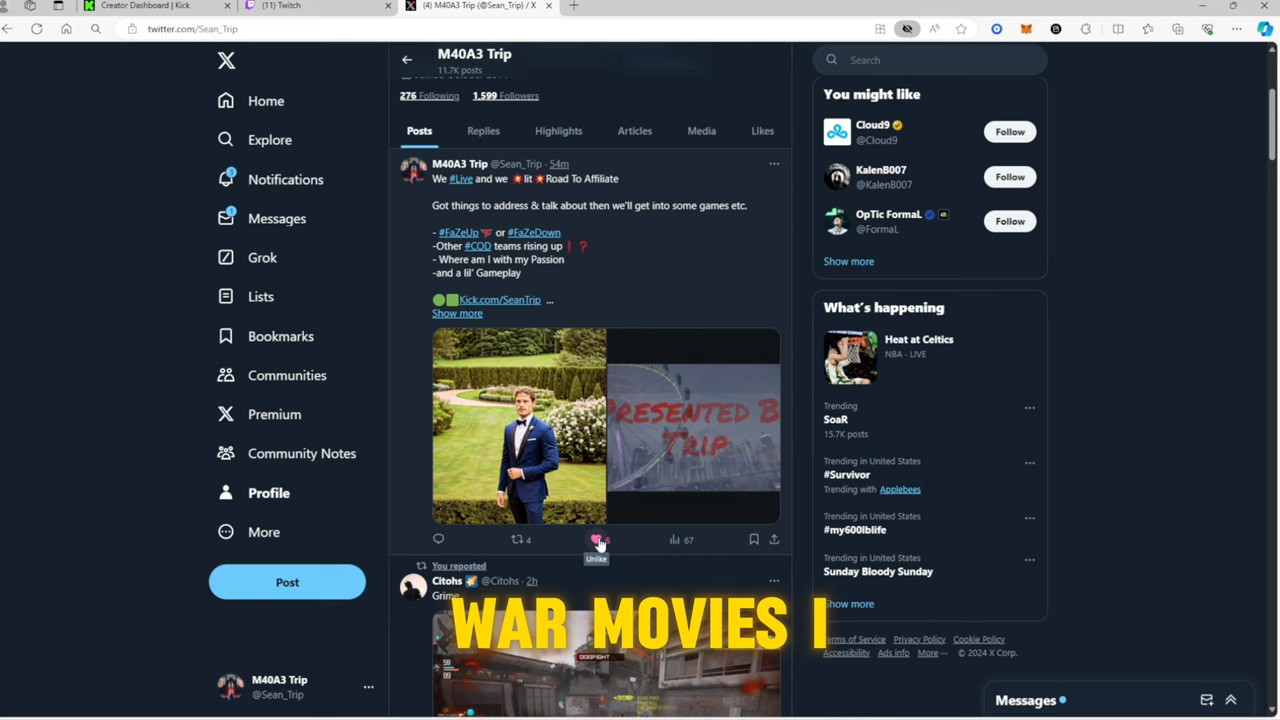 Creator Dashboard | Kick
(11) Twitch
(4) M40A3 Trip (@Sean_Trip) / X
twitter.com/Sean_Trip
Home
Explore
3
Notifications
1
Messages
Grok
Lists
Bookmarks
Communities
Premium
Community Notes
Profile
More
Post
M40A3 Trip
@Sean_Trip
M40A3 Trip
11.7K posts
276 Following 1,599 Followers
Posts Replies Highlights Articles Media Likes
M40A3 Trip @Sean_Trip · 54m
We #Live and we 💥lit💥Road To Affiliate
Got things to address & talk about then we'll get into some games etc.
- #FaZeUp or #FaZeDown
-Other #COD teams rising up❗❓
- Where am I with my Passion
-and a lil' Gameplay
🟢🟩Kick.com/SeanTrip ...
Show more
PRESENTED B
TRIP
4 6 67
Unlike
You reposted
Citohs @Citohs · 2h
Grime
WAR MOVIES I
DOGFIGHT
Search
You might like
Cloud9
@Cloud9
Follow
KalenB007
@KalenB007
Follow
OpTic FormaL
@FormaL
Follow
Show more
What's happening
Heat at Celtics
NBA · LIVE
Trending
SoaR
15.7K posts
Trending in United States
#Survivor
Trending with Applebees
Trending in United States
#my600lblife
Trending in United States
Sunday Bloody Sunday
Show more
Terms of Service Privacy Policy Cookie Policy
Accessibility Ads info More ··· © 2024 X Corp.
Messages